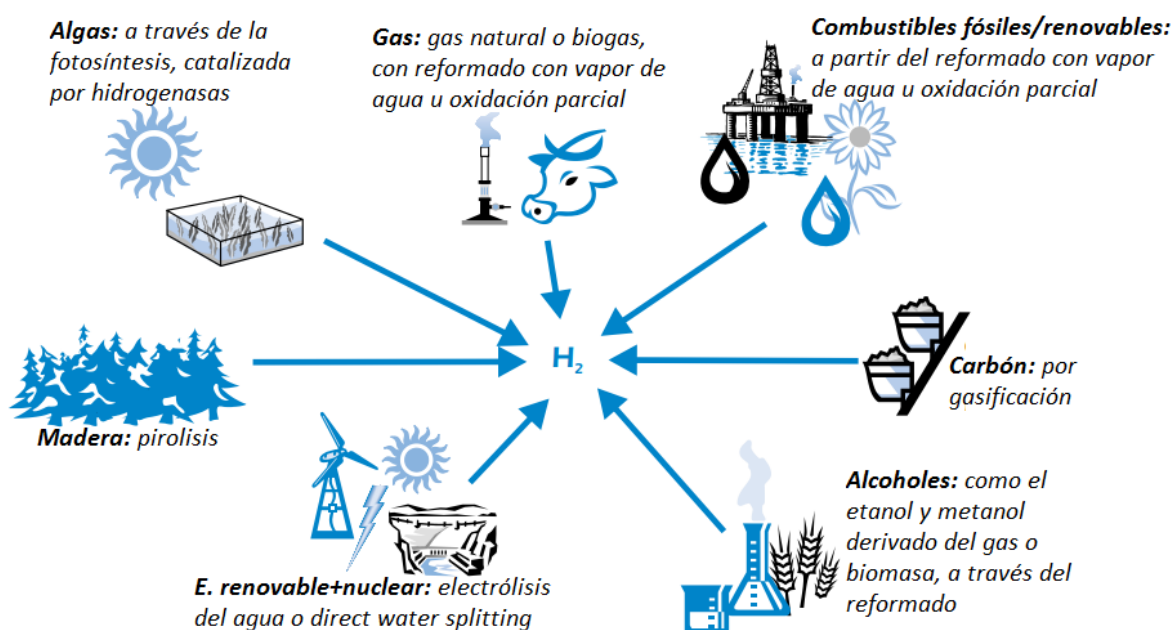 Algas: a través de la
fotosíntesis, catalizada
por hidrogenasas
Gas: gas natural o biogas,
con reformado con vapor de
agua u oxidación parcial
Combustibles fósiles/renovables:
a partir del reformado con vapor
de agua u oxidación parcial
H₂
Madera: pirolisis
Carbón: por
gasificación
E. renovable+nuclear: electrólisis
del agua o direct water splitting
Alcoholes: como el
etanol y metanol
derivado del gas o
biomasa, a través del
reformado